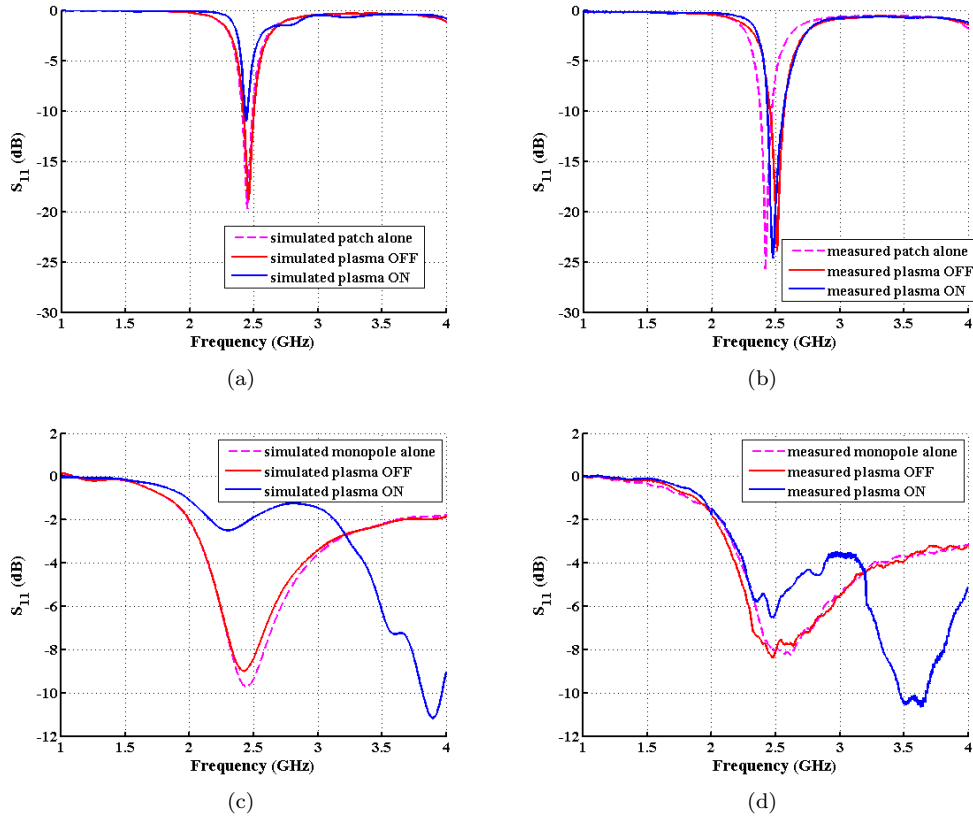 0
-5
-10
-15
-20
-25
-30
S11 (dB)
simulated patch alone
simulated plasma OFF
simulated plasma ON
1 1.5 2 2.5 3 3.5 4
Frequency (GHz)
(a)
0
-5
-10
-15
-20
-25
-30
S11 (dB)
measured patch alone
measured plasma OFF
measured plasma ON
1 1.5 2 2.5 3 3.5 4
Frequency (GHz)
(b)
2
0
-2
-4
-6
-8
-10
-12
S11 (dB)
simulated monopole alone
simulated plasma OFF
simulated plasma ON
1 1.5 2 2.5 3 3.5 4
Frequency (GHz)
(c)
2
0
-2
-4
-6
-8
-10
-12
S11 (dB)
measured monopole alone
measured plasma OFF
measured plasma ON
1 1.5 2 2.5 3 3.5 4
Frequency (GHz)
(d)